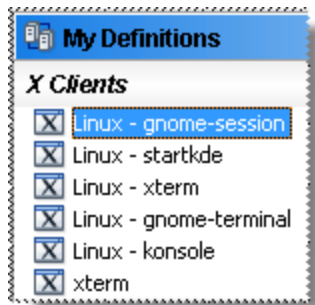 My Definitions
X Clients
Linux - gnome-session
Linux - startkde
Linux - xterm
Linux - gnome-terminal
Linux - konsole
xterm